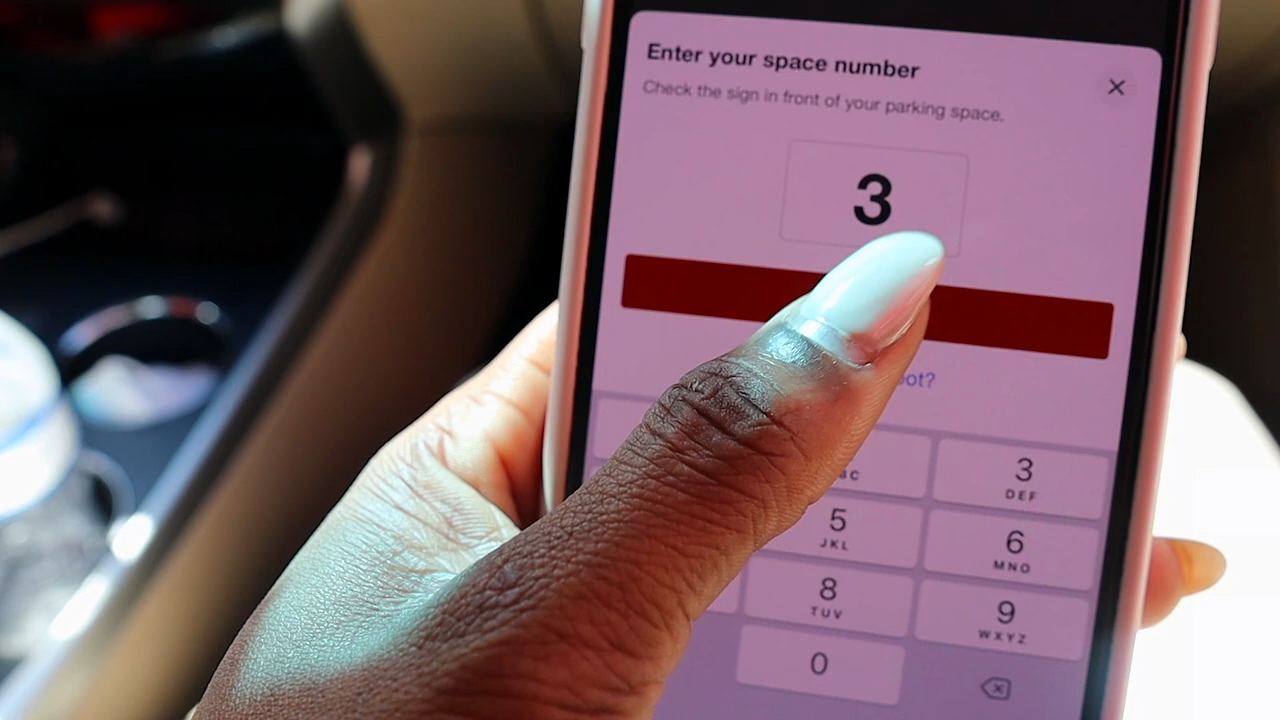 Enter your space number
Check the sign in front of your parking space.
3
3
DEF
5
JKL
6
MNO
8
TUV
9
WXYZ
0